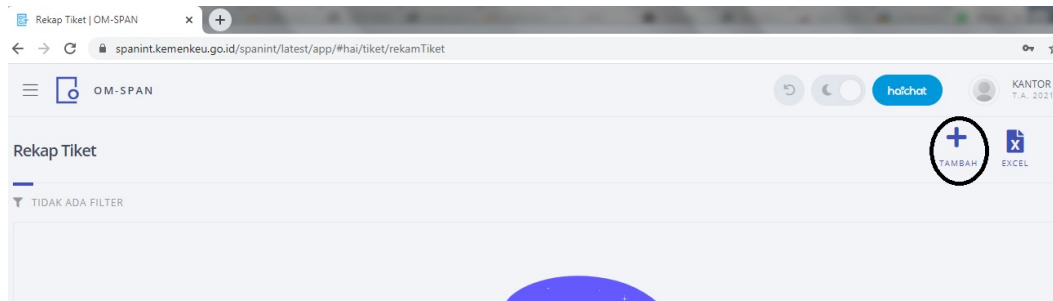 Rekap Tiket | OM-SPAN
spanint.kemenkeu.go.id/spanint/latest/app/#hai/tiket/rekamTiket
OM-SPAN
haichat
KANTOR
T.A. 2021
Rekap Tiket
TAMBAH
EXCEL
TIDAK ADA FILTER